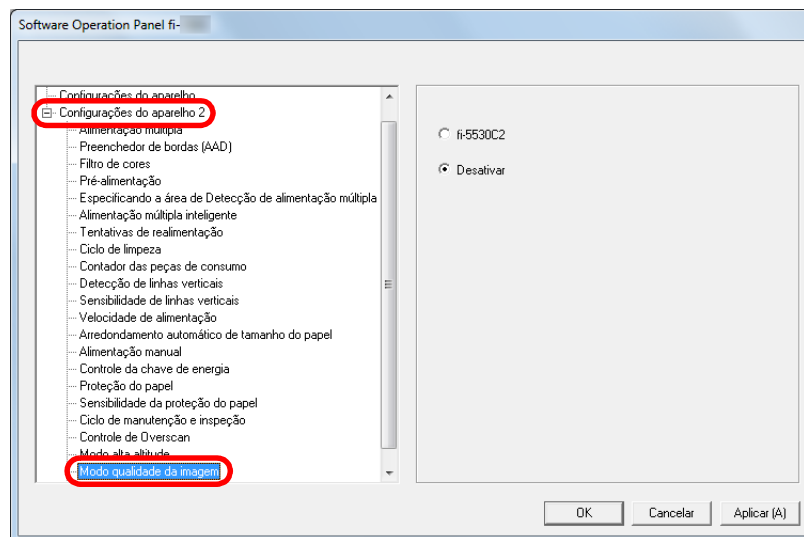 Software Operation Panel fi-
Configurações do aparelho
Configurações do aparelho 2
Alimentação múltipla
Preenchedor de bordas (AAD)
Filtro de cores
Pré-alimentação
Especificando a área de Detecção de alimentação múltipla
Alimentação múltipla inteligente
Tentativas de realimentação
Ciclo de limpeza
Contador das peças de consumo
Detecção de linhas verticais
Sensibilidade de linhas verticais
Velocidade de alimentação
Arredondamento automático de tamanho do papel
Alimentação manual
Controle da chave de energia
Proteção do papel
Sensibilidade da proteção do papel
Ciclo de manutenção e inspeção
Controle de Overscan
Modo alta altitude
Modo qualidade da imagem
fi-5530C2
Desativar
OK
Cancelar
Aplicar (A)